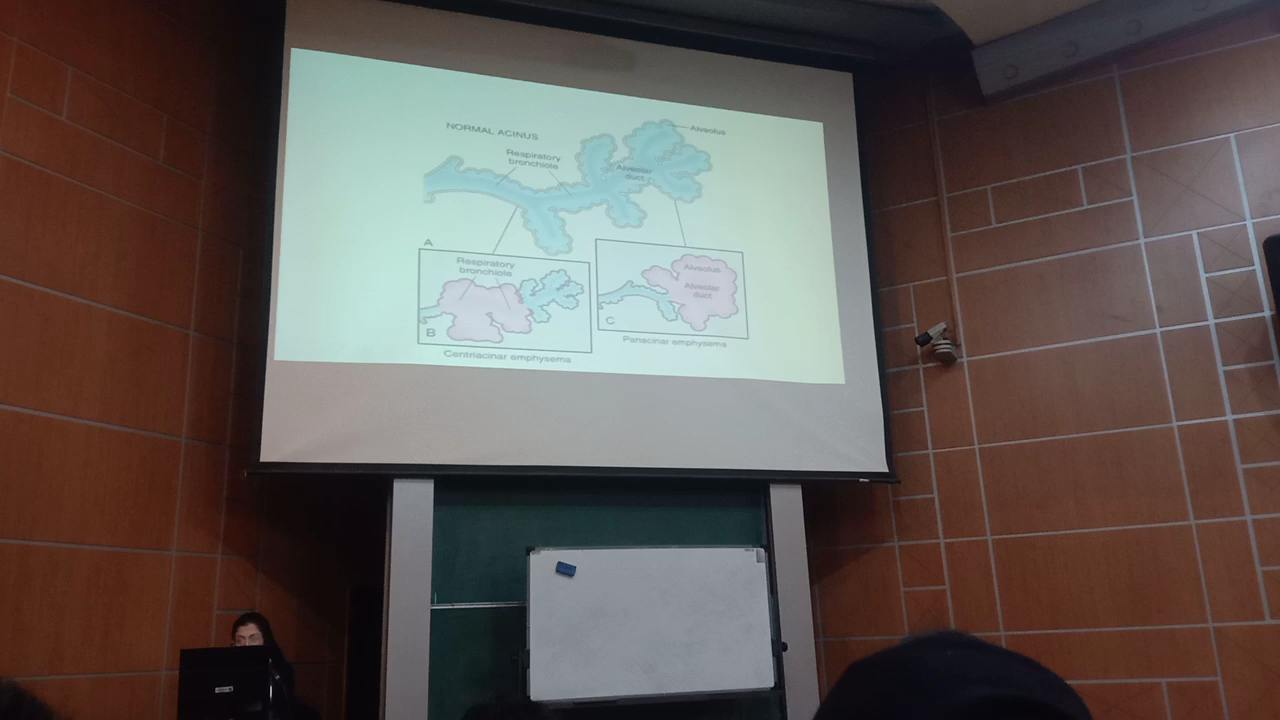 NORMAL ACINUS
Alveolus
Respiratory
bronchiole
Alveolar
duct
A
Respiratory
bronchiole
B
Centriacinar emphysema
Alveolus
Alveolar
duct
C
Panacinar emphysema